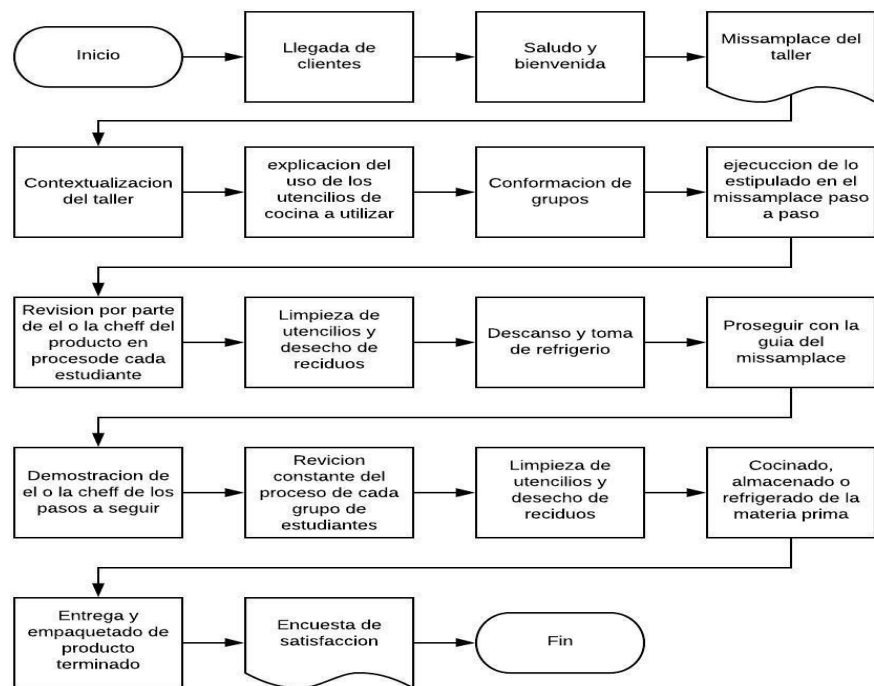 Inicio
Llegada de
clientes
Saludo y
bienvenida
Missamplace del
taller
Contextualizacion
del taller
explicacion del
uso de los
utencilios de
cocina a utilizar
Conformacion de
grupos
ejecuccion de lo
estipulado en el
missamplace paso
a paso
Revision por parte
de el o la cheff del
producto en
procesode cada
estudiante
Limpieza de
utencilios y
desecho de
reciduos
Descanso y toma
de refrigerio
Proseguir con la
guia del
missamplace
Demostracion de
el o la cheff de los
pasos a seguir
Revicion
constante del
proceso de cada
grupo de
estudiantes
Limpieza de
utencilios y
desecho de
reciduos
Cocinado,
almacenado o
refrigerado de la
materia prima
Entrega y
empaquetado de
producto
terminado
Encuesta de
satisfaccion
Fin